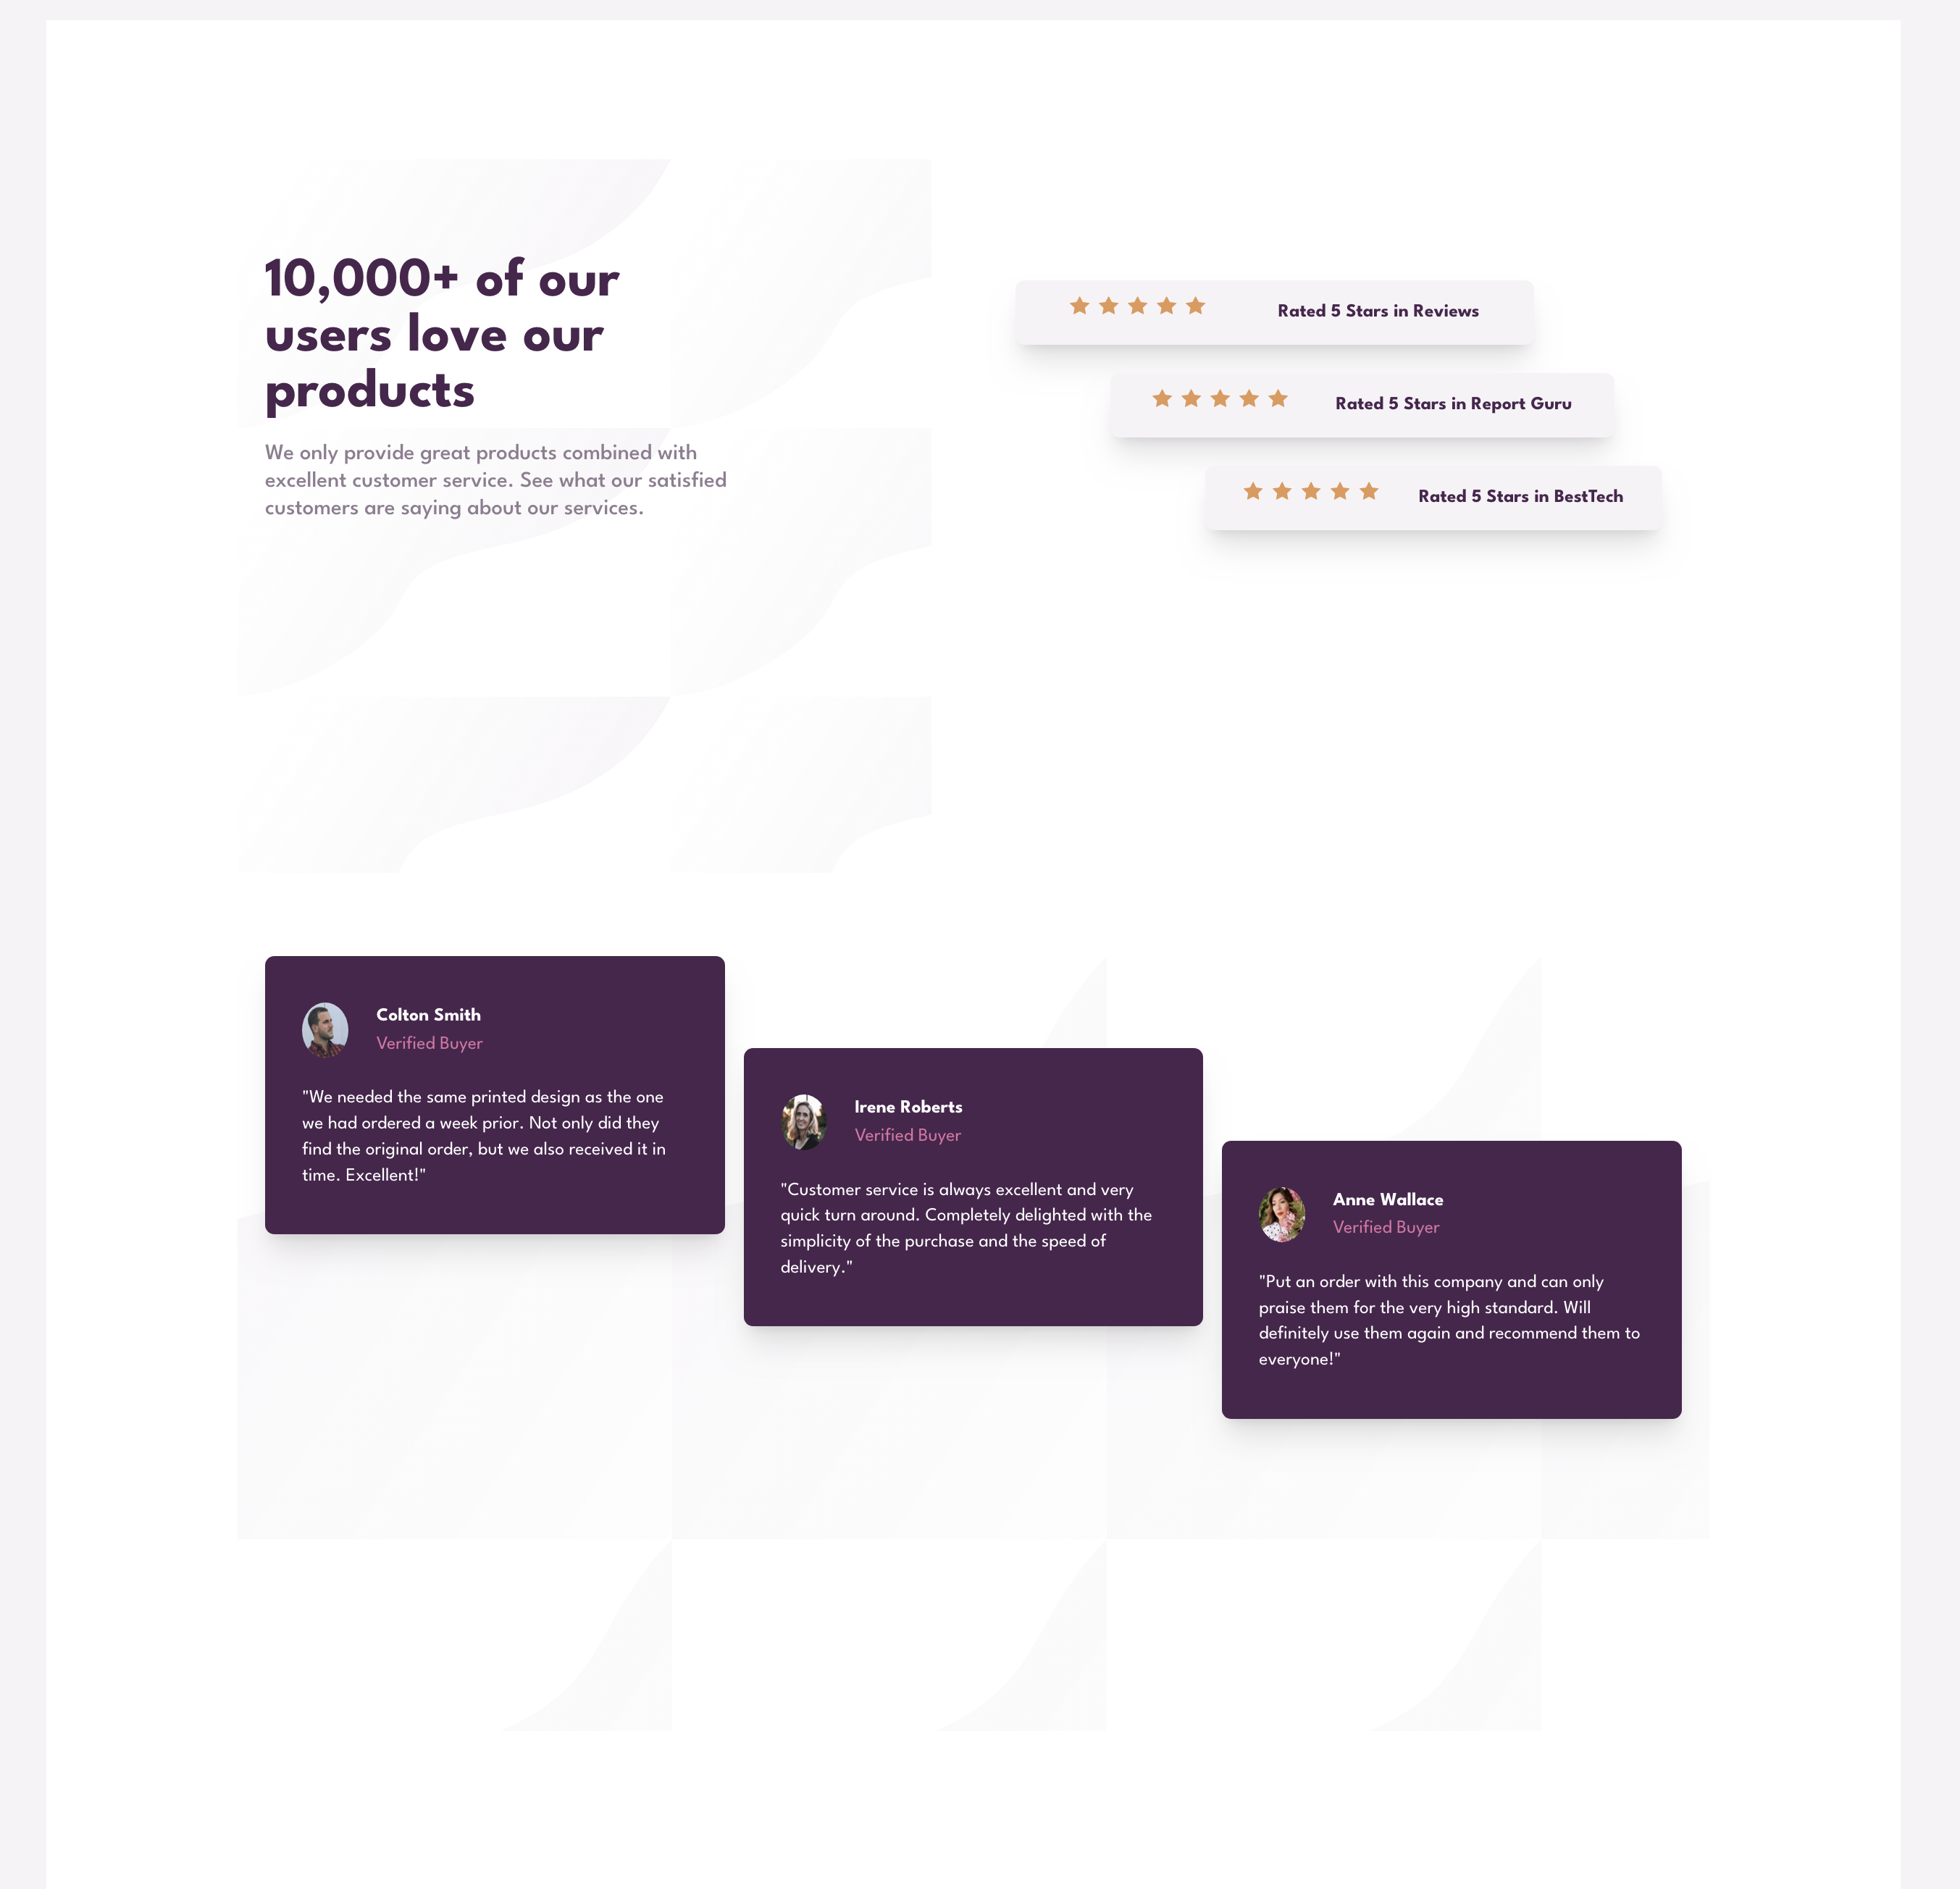 10,000+ of our
users love our
products
We only provide great products combined with
excellent customer service. See what our satisfied
customers are saying about our services.
Rated 5 Stars in Reviews
Rated 5 Stars in Report Guru
Rated 5 Stars in BestTech
Colton Smith
Verified Buyer
"We needed the same printed design as the one
we had ordered a week prior. Not only did they
find the original order, but we also received it in
time. Excellent!"
Irene Roberts
Verified Buyer
"Customer service is always excellent and very
quick turn around. Completely delighted with the
simplicity of the purchase and the speed of
delivery."
Anne Wallace
Verified Buyer
"Put an order with this company and can only
praise them for the very high standard. Will
definitely use them again and recommend them to
everyone!"